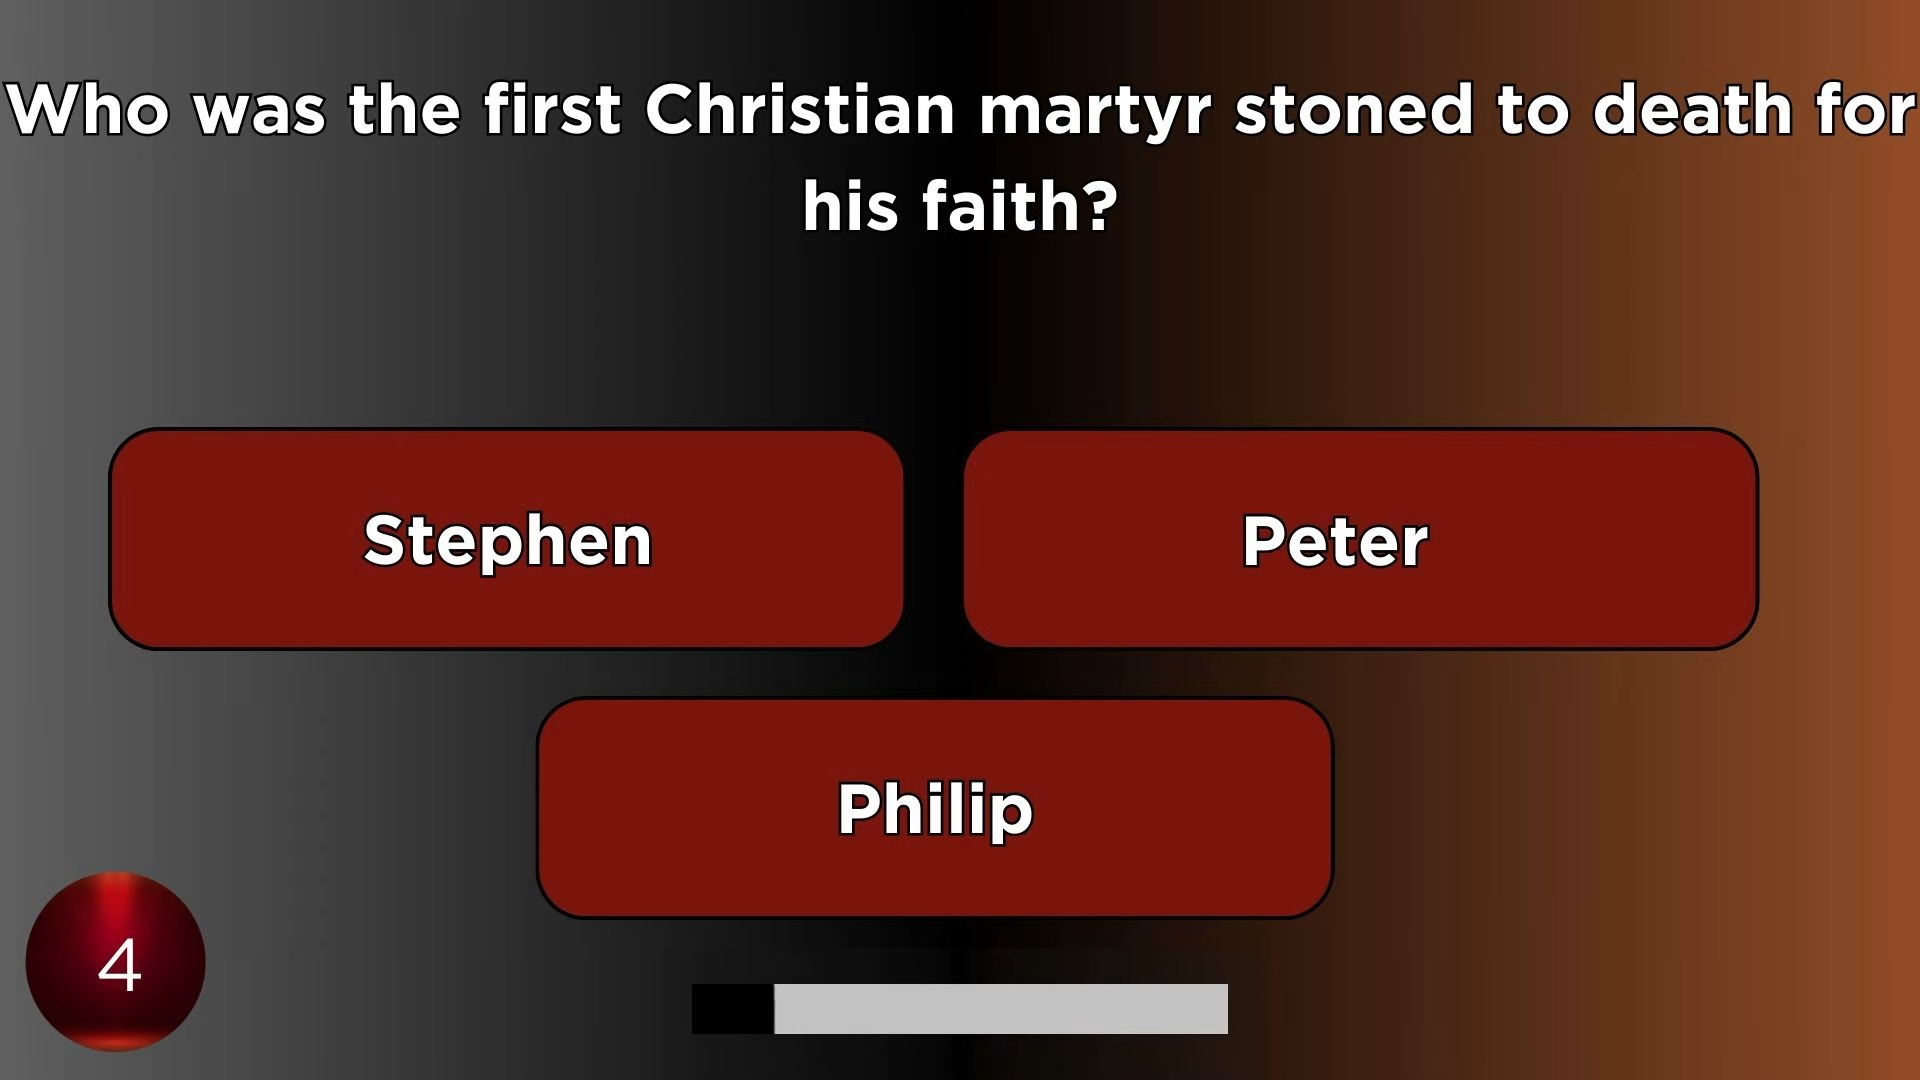 Who was the first Christian martyr stoned to death for
his faith?
Stephen
Peter
Philip
4